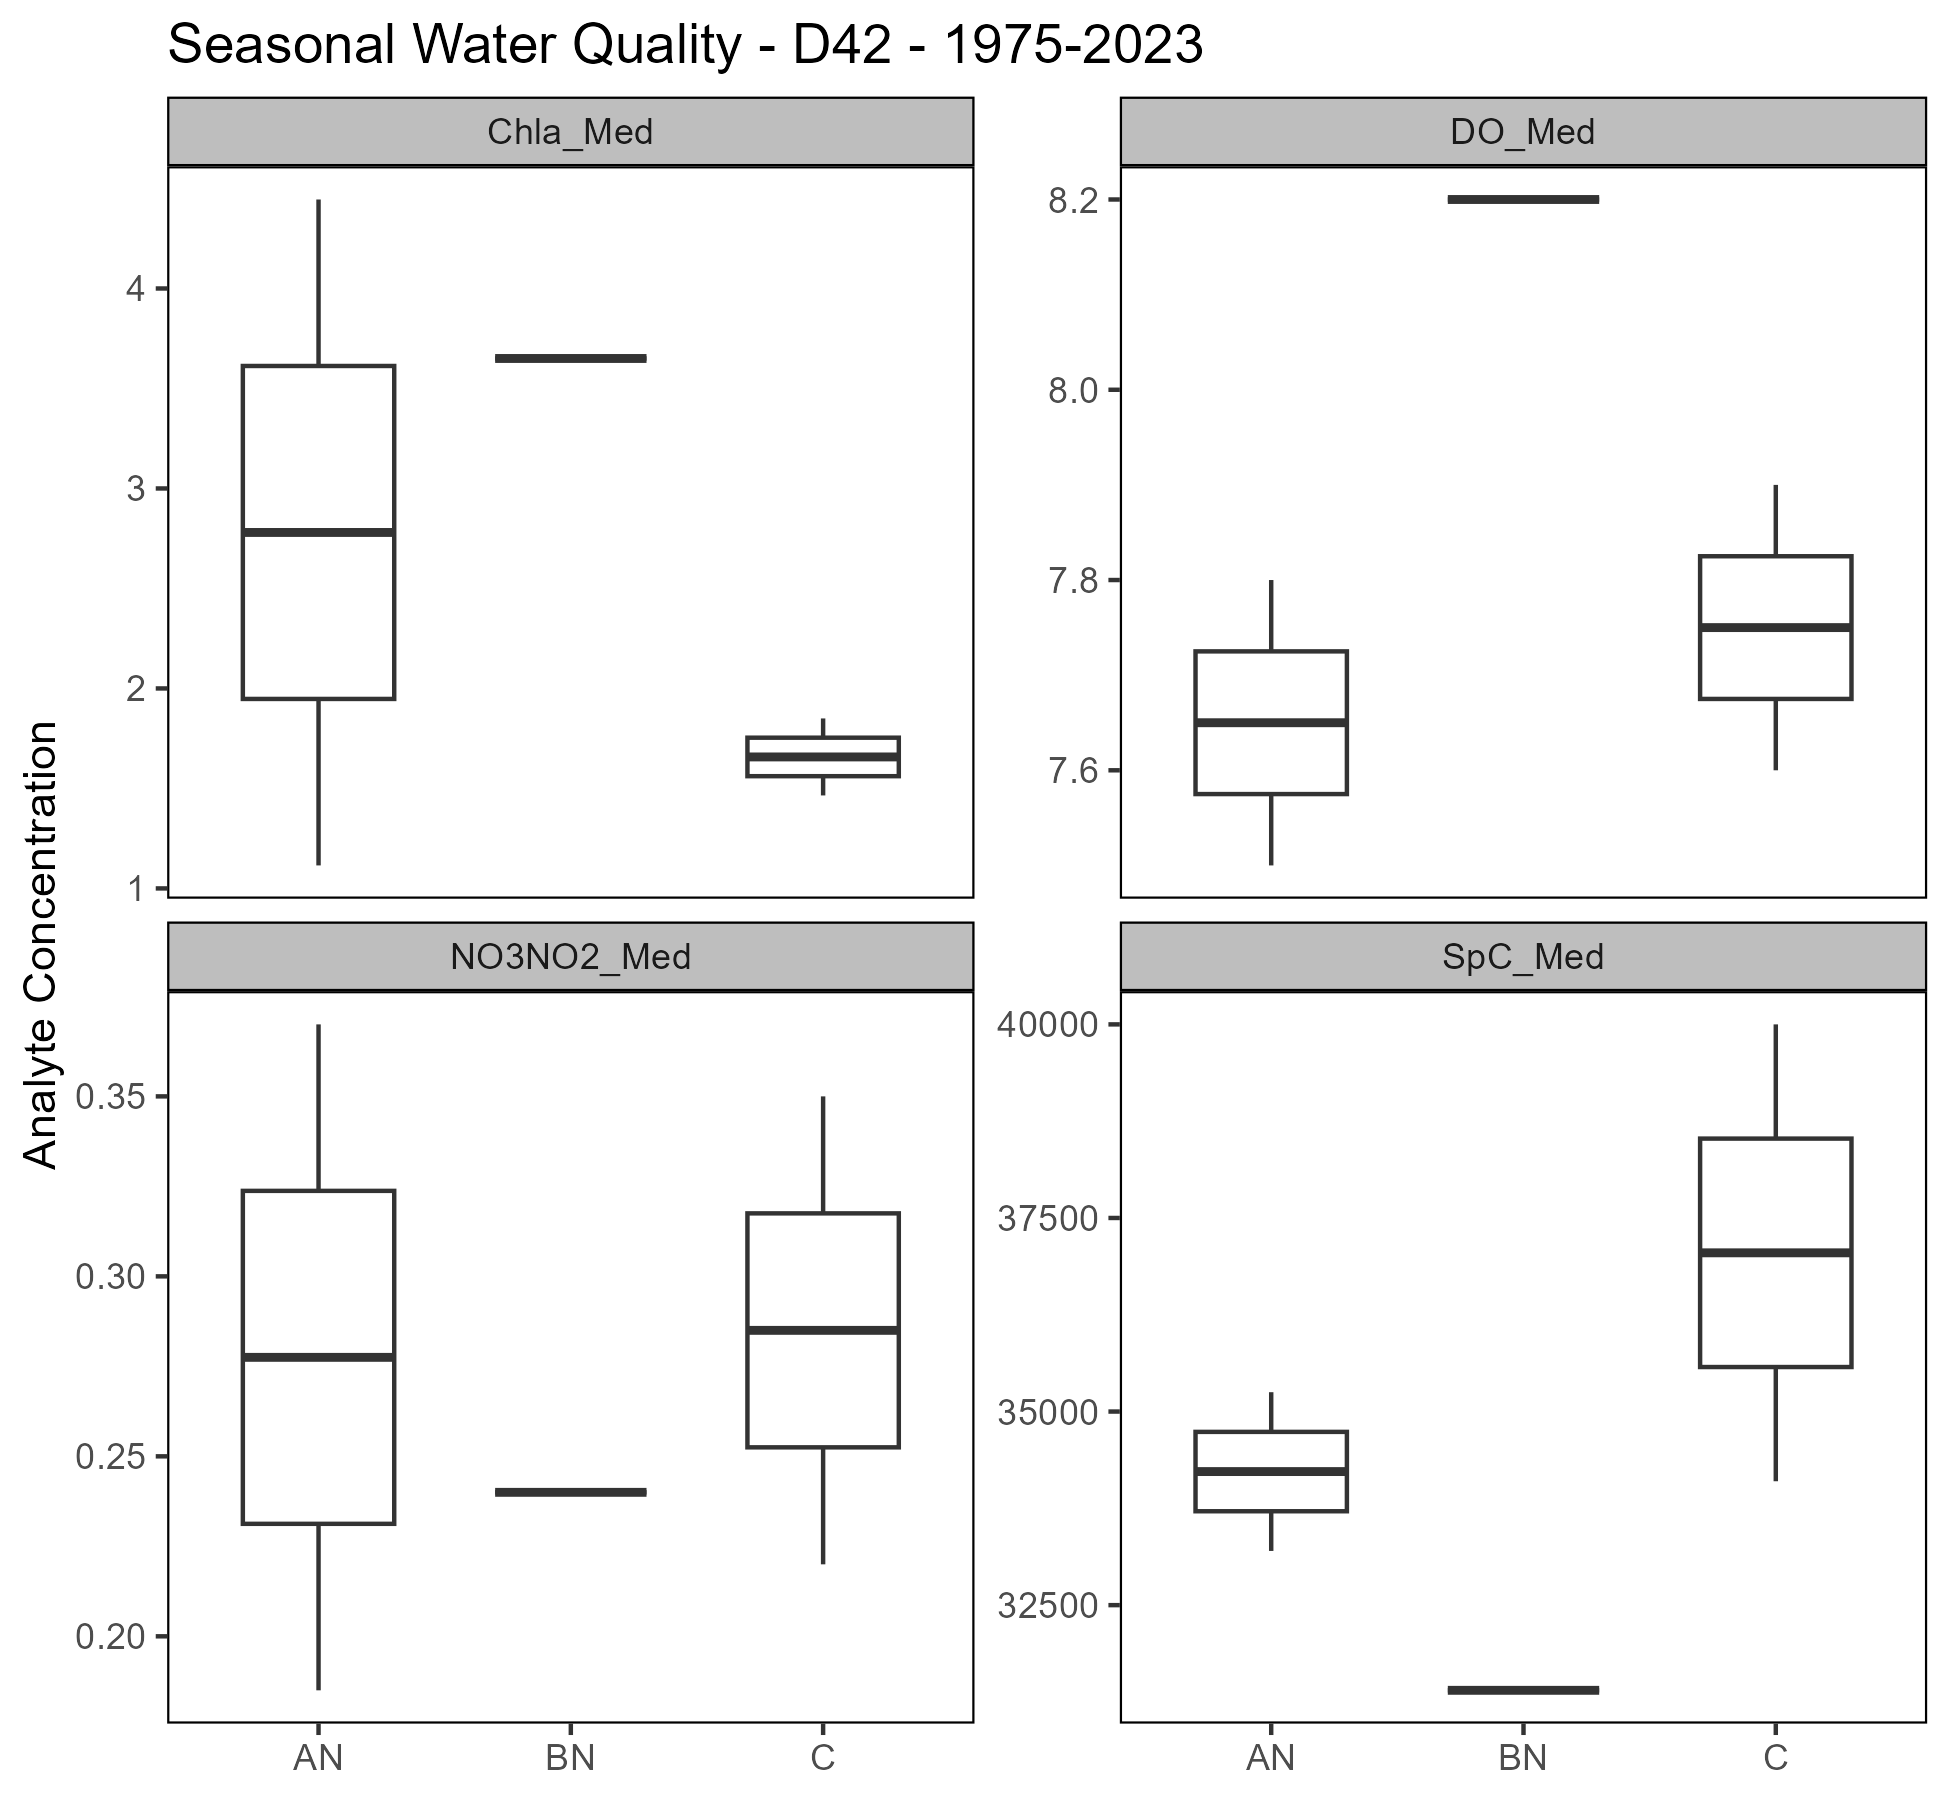 Seasonal Water Quality - D42 - 1975-2023
Analyte Concentration
Chla_Med
4
3
2
1
DO_Med
8.2
8.0
7.8
7.6
NO3NO2_Med
0.35
0.30
0.25
0.20
AN BN C
SpC_Med
40000
37500
35000
32500
AN BN C